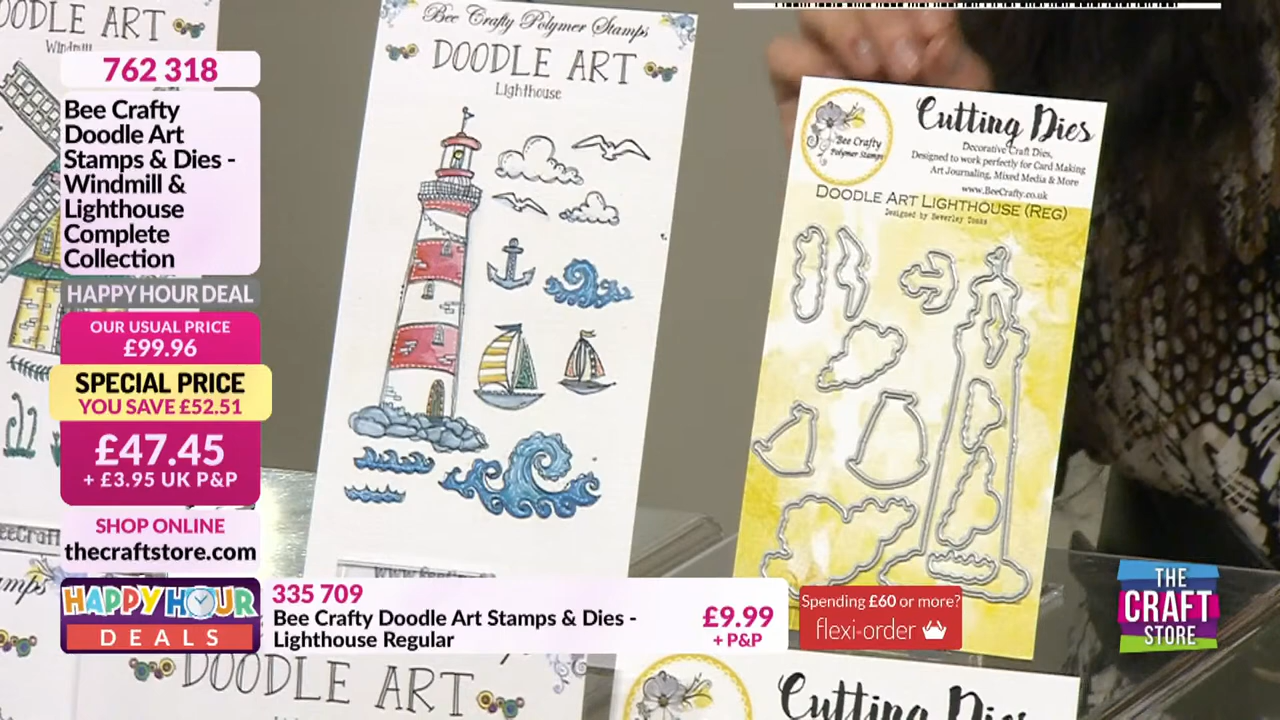 DOODLE ART
Windmill
762 318
Bee Crafty
Doodle Art
Stamps & Dies -
Windmill &
Lighthouse
Complete
Collection
HAPPY HOUR DEAL
OUR USUAL PRICE
£99.96
SPECIAL PRICE
YOU SAVE £52.51
£47.45
+ £3.95 UK P&P
SHOP ONLINE
thecraftstore.com
HAPPY HOUR
DEALS
Bee Crafty Polymer Stamps
DOODLE ART
Lighthouse
Bee Crafty
Polymer Stamps
Cutting Dies
Decorative Craft Dies,
Designed to work perfectly for Card Making
Art Journaling, Mixed Media & More
www.BeeCrafty.co.uk
DOODLE ART LIGHTHOUSE (REG)
Designed by Beverley Tonks
335 709
Bee Crafty Doodle Art Stamps & Dies -
Lighthouse Regular
£9.99
+ P&P
Spending £60 or more?
flexi-order
THE
CRAFT
STORE
DOODLE ART
Cutting Dies